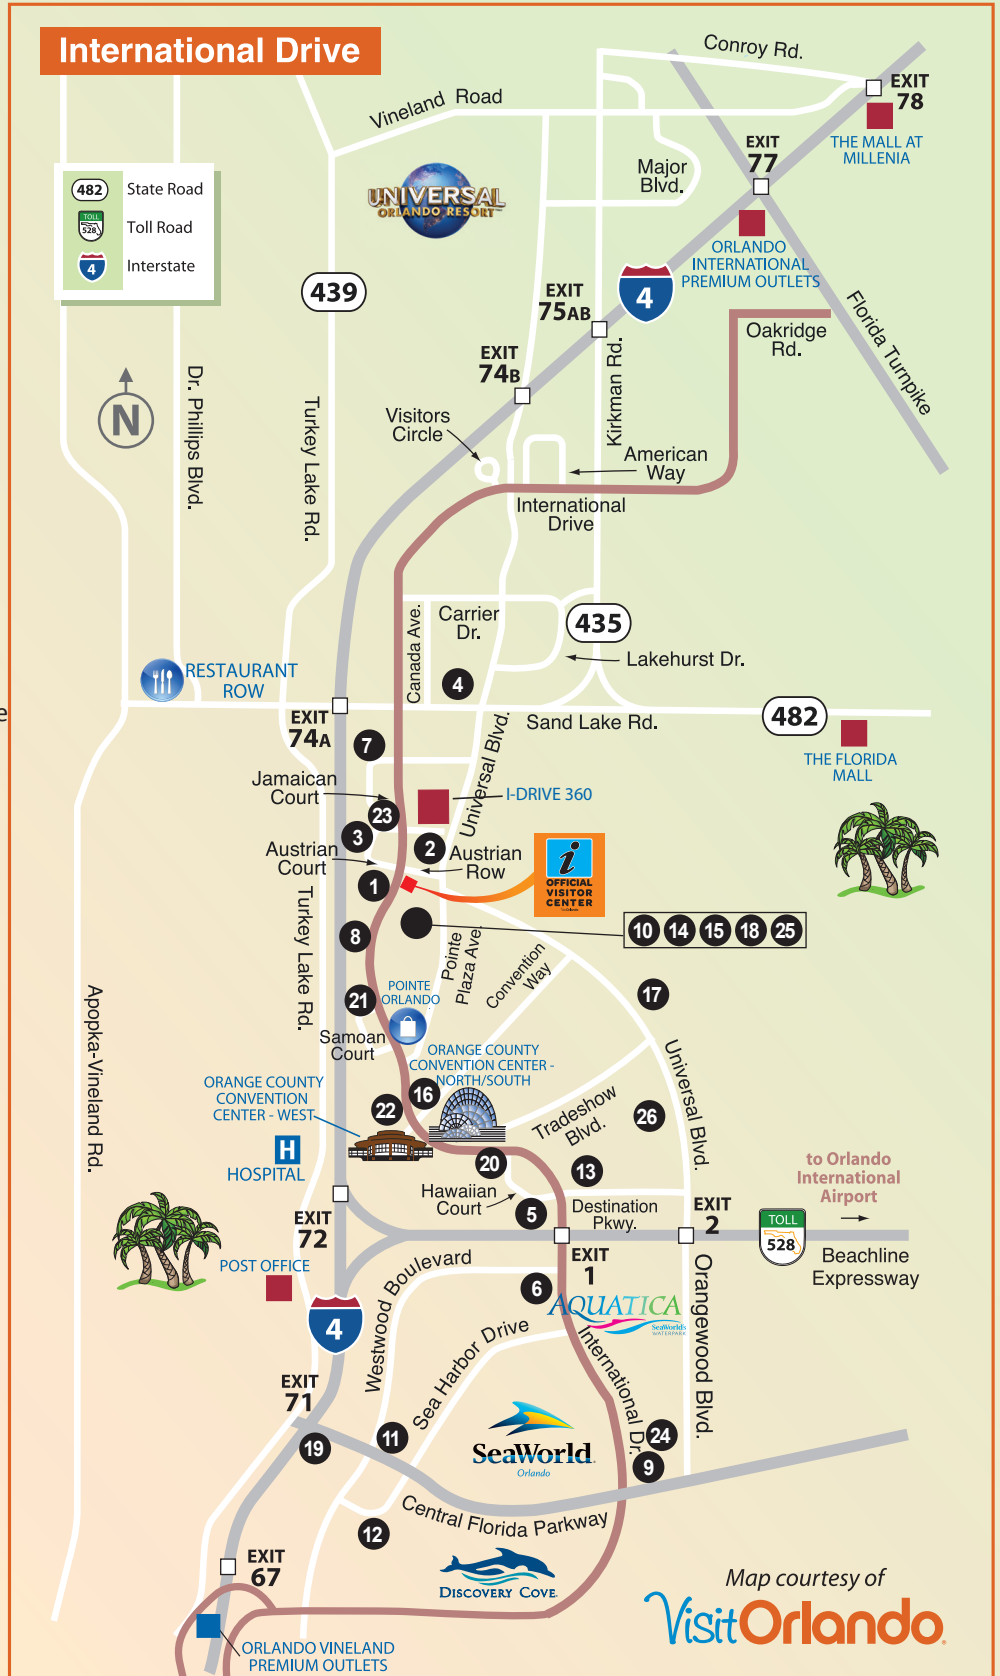 International Drive
Conroy Rd.
EXIT
78
THE MALL AT
MILLENIA
Vineland Road
Major
Blvd.
EXIT
77
482 State Road
TOLL
528
Toll Road
4 Interstate
UNIVERSAL
ORLANDO RESORT
ORLANDO
INTERNATIONAL
PREMIUM OUTLETS
439
EXIT
75AB
4
Florida Turnpike
Oakridge
Rd.
EXIT
74B
Kirkman Rd.
N
Dr. Phillips Blvd.
Turkey Lake Rd.
Visitors
Circle
American
Way
International
Drive
Canada Ave.
Carrier
Dr.
435
Lakehurst Dr.
RESTAURANT
ROW
4
e
EXIT
74A
Sand Lake Rd.
482
THE FLORIDA
MALL
7
Universal Blvd.
Jamaican
Court
I-DRIVE 360
23
3
2
Austrian
Court
Austrian
Row
1
i
OFFICIAL
VISITOR
CENTER
Turkey Lake Rd.
8
10 14 15 18 25
Pointe
Plaza Ave.
Convention
Way
17
21
POINTE
ORLANDO
Apopka-Vineland Rd.
Samoan
Court
ORANGE COUNTY
CONVENTION CENTER -
NORTH/SOUTH
Universal Blvd.
ORANGE COUNTY
CONVENTION
CENTER - WEST
16
22
Tradeshow
Blvd.
26
H
HOSPITAL
20
13
to Orlando
International
Airport
Hawaiian
Court
5
Destination
Pkwy.
EXIT
2
EXIT
72
TOLL
528
Beachline
Expressway
EXIT
1
POST OFFICE
Westwood Boulevard
6
AQUATICA
SeaWorld's
WATERPARK
Orangewood Blvd.
4
Sea Harbor Drive
International Dr.
EXIT
71
19
11
SeaWorld
Orlando
24
9
Central Florida Parkway
12
EXIT
67
DISCOVERY COVE
Map courtesy of
VisitOrlando
ORLANDO VINELAND
PREMIUM OUTLETS